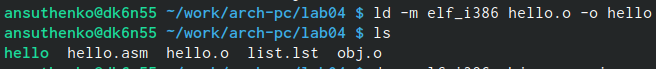 ansuthenko@dk6n55 ~/work/arch-pc/lab04 $ ld -m elf_i386 hello.o -o hello
ansuthenko@dk6n55 ~/work/arch-pc/lab04 $ ls
hello  hello.asm  hello.o  list.lst  obj.o